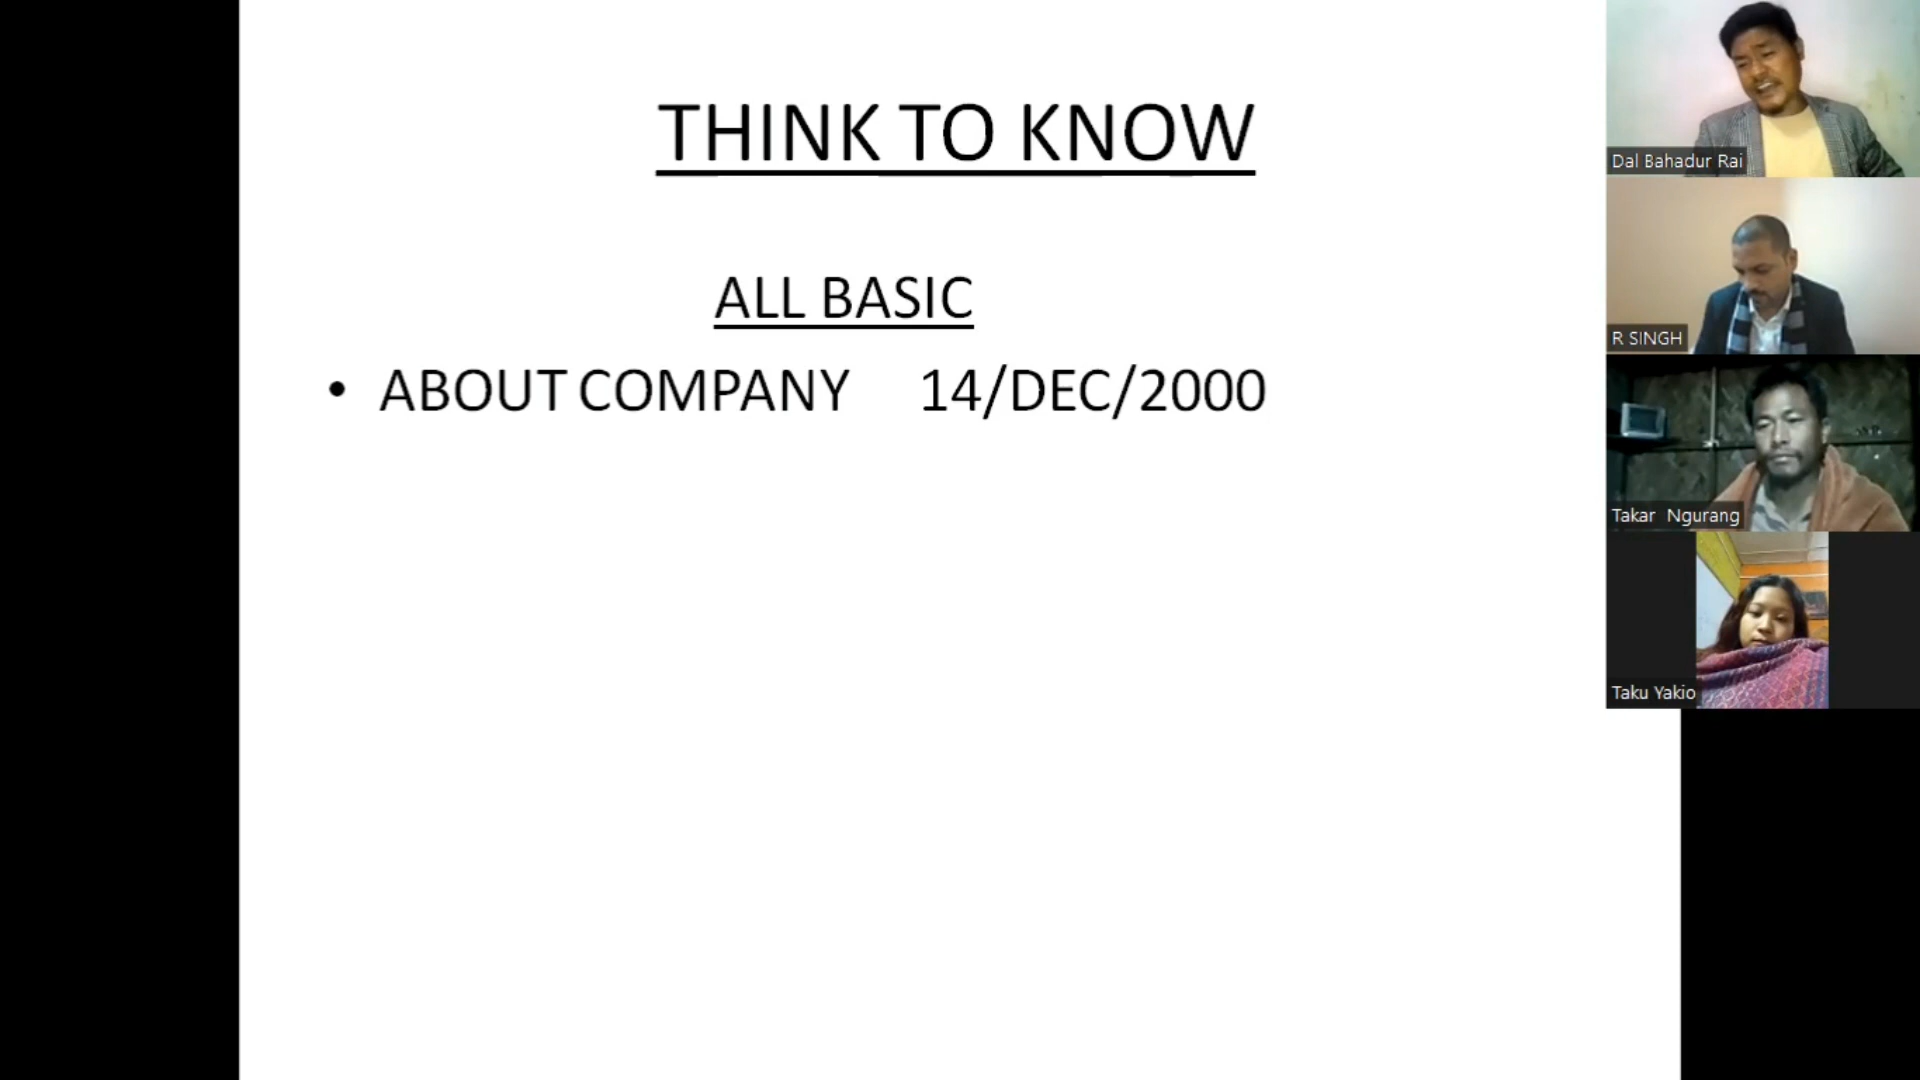 THINK TO KNOW
ALL BASIC
• ABOUT COMPANY 14/DEC/2000
Dal Bahadur Rai
R SINGH
Takar Ngurang
Taku Yakio